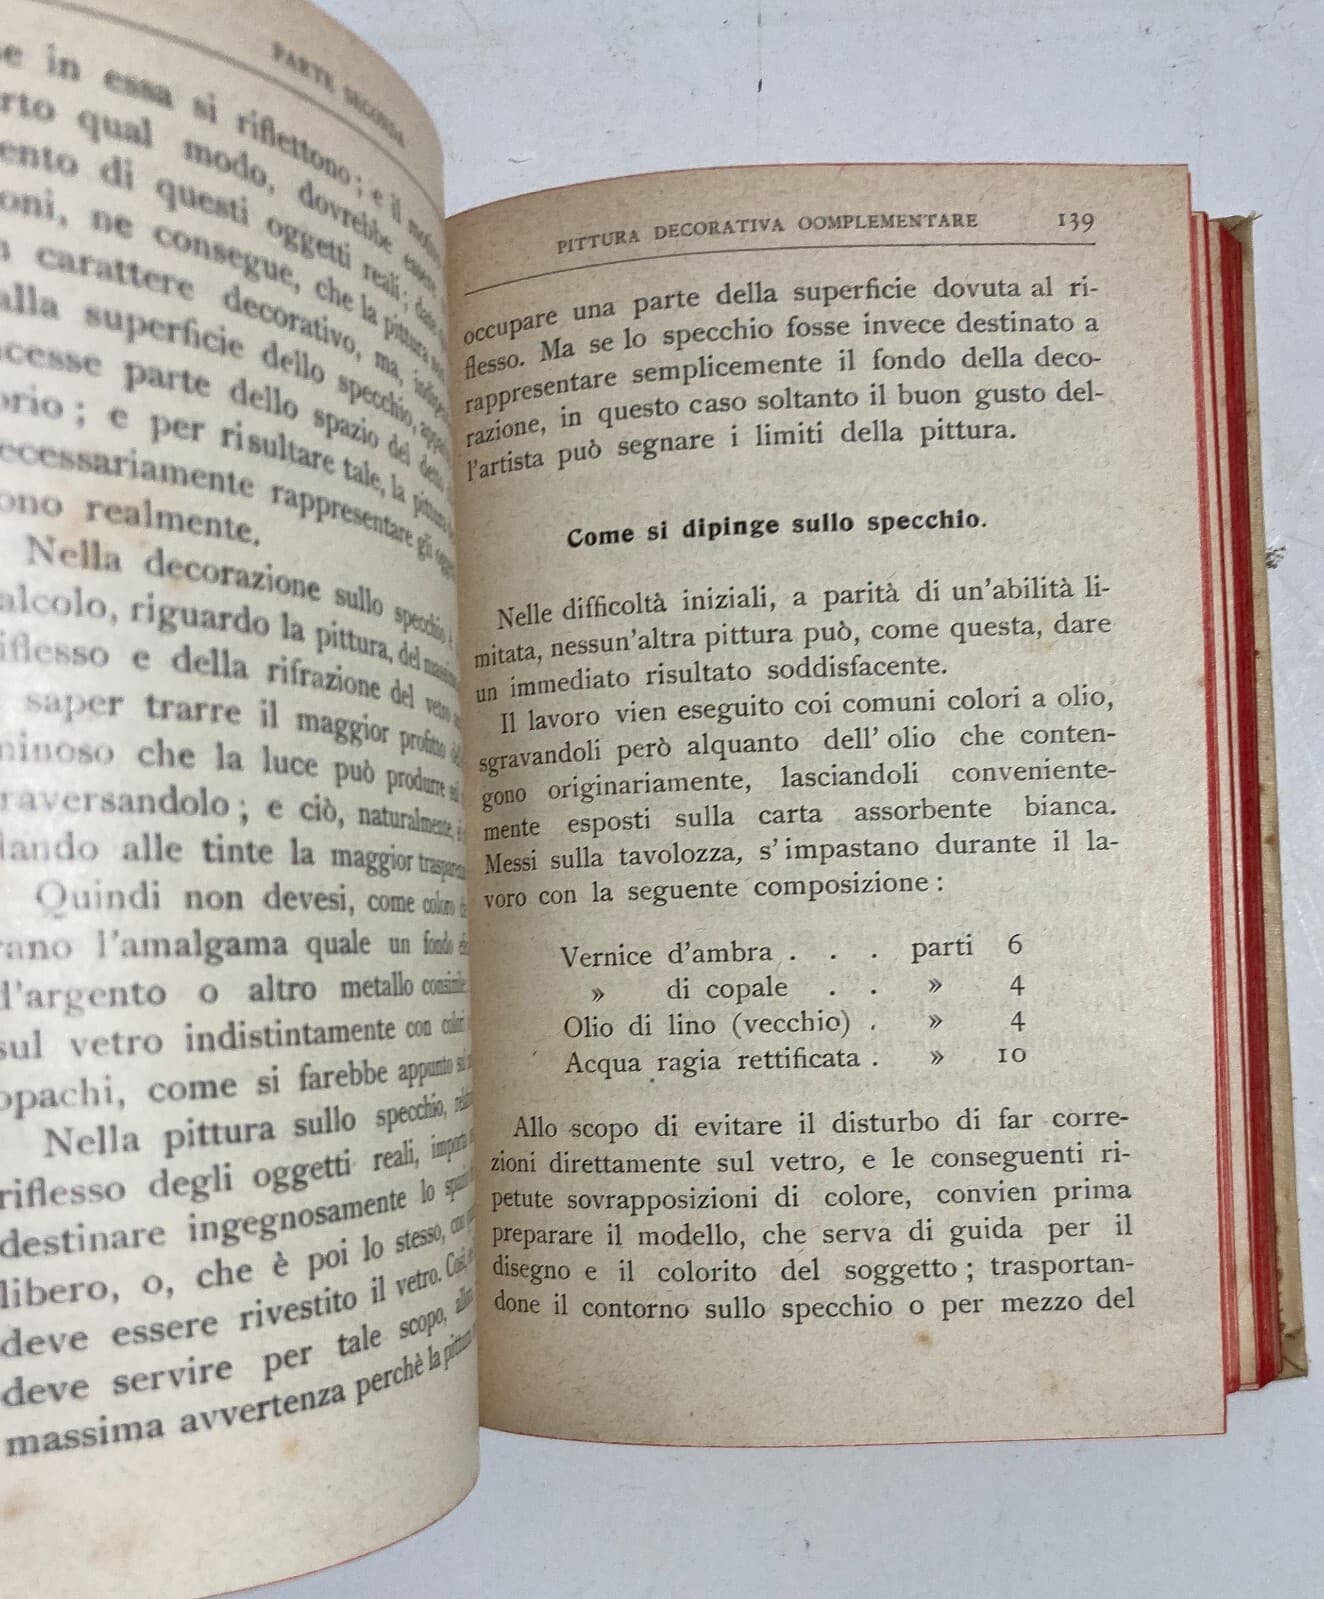 PARTE SECONDA
in essa si riflettono; e il
qual modo, dovrebbe essere
di questi oggetti reali; data
ne consegue, che la pittura
carattere decorativo, ma,
alla superficie dello specchio,
parte dello spazio del detto
e per risultare tale, la pittura
necessariamente rappresentare gli
realmente.
Nella decorazione sullo specchio è
riguardo la pittura, del
e della rifrazione del vetro
saper trarre il maggior profitto
che la luce può produrre
e ciò, naturalmente, è
alle tinte la maggior
Quindi non devesi, come
l'amalgama quale un fondo
d'argento o altro metallo consimile
sul vetro indistintamente con colori
opachi, come si farebbe appunto
Nella pittura sullo specchio,
riflesso degli oggetti reali, importa
destinare ingegnosamente lo spazio
libero, o, che è poi lo stesso, con
deve essere rivestito il vetro. Così,
deve servire per tale scopo,
massima avvertenza perchè la pittura
PITTURA DECORATIVA OOMPLEMENTARE 139
occupare una parte della superficie dovuta al ri-
flesso. Ma se lo specchio fosse invece destinato a
rappresentare semplicemente il fondo della deco-
razione, in questo caso soltanto il buon gusto del-
l'artista può segnare i limiti della pittura.
Come si dipinge sullo specchio.
Nelle difficoltà iniziali, a parità di un'abilità li-
mitata, nessun'altra pittura può, come questa, dare
un immediato risultato soddisfacente.
Il lavoro vien eseguito coi comuni colori a olio,
sgravandoli però alquanto dell'olio che conten-
gono originariamente, lasciandoli conveniente-
mente esposti sulla carta assorbente bianca.
Messi sulla tavolozza, s'impastano durante il la-
voro con la seguente composizione:
Vernice d'ambra . . . parti 6
» di copale . . » 4
Olio di lino (vecchio) . » 4
Acqua ragia rettificata . » 10
Allo scopo di evitare il disturbo di far corre-
zioni direttamente sul vetro, e le conseguenti ri-
petute sovrapposizioni di colore, convien prima
preparare il modello, che serva di guida per il
disegno e il colorito del soggetto; trasportan-
done il contorno sullo specchio o per mezzo del